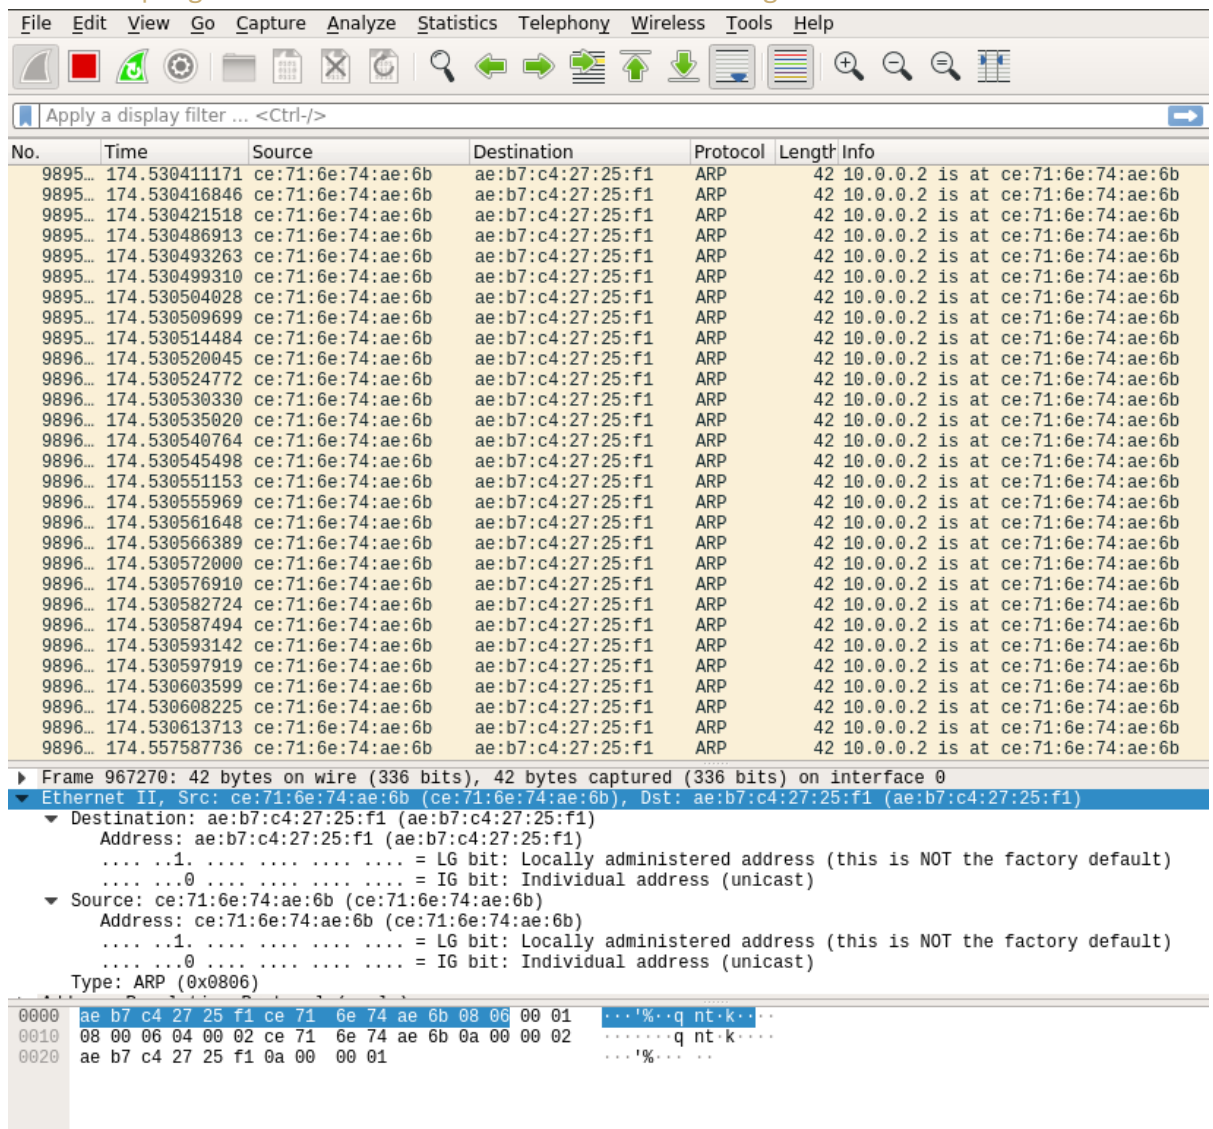 File Edit View Go Capture Analyze Statistics Telephony Wireless Tools Help
Apply a display filter ... <Ctrl-/>
No. Time Source Destination Protocol Length Info
9895… 174.530411171 ce:71:6e:74:ae:6b ae:b7:c4:27:25:f1 ARP 42 10.0.0.2 is at ce:71:6e:74:ae:6b
9895… 174.530416846 ce:71:6e:74:ae:6b ae:b7:c4:27:25:f1 ARP 42 10.0.0.2 is at ce:71:6e:74:ae:6b
9895… 174.530421518 ce:71:6e:74:ae:6b ae:b7:c4:27:25:f1 ARP 42 10.0.0.2 is at ce:71:6e:74:ae:6b
9895… 174.530486913 ce:71:6e:74:ae:6b ae:b7:c4:27:25:f1 ARP 42 10.0.0.2 is at ce:71:6e:74:ae:6b
9895… 174.530493263 ce:71:6e:74:ae:6b ae:b7:c4:27:25:f1 ARP 42 10.0.0.2 is at ce:71:6e:74:ae:6b
9895… 174.530499310 ce:71:6e:74:ae:6b ae:b7:c4:27:25:f1 ARP 42 10.0.0.2 is at ce:71:6e:74:ae:6b
9895… 174.530504028 ce:71:6e:74:ae:6b ae:b7:c4:27:25:f1 ARP 42 10.0.0.2 is at ce:71:6e:74:ae:6b
9895… 174.530509699 ce:71:6e:74:ae:6b ae:b7:c4:27:25:f1 ARP 42 10.0.0.2 is at ce:71:6e:74:ae:6b
9895… 174.530514484 ce:71:6e:74:ae:6b ae:b7:c4:27:25:f1 ARP 42 10.0.0.2 is at ce:71:6e:74:ae:6b
9896… 174.530520045 ce:71:6e:74:ae:6b ae:b7:c4:27:25:f1 ARP 42 10.0.0.2 is at ce:71:6e:74:ae:6b
9896… 174.530524772 ce:71:6e:74:ae:6b ae:b7:c4:27:25:f1 ARP 42 10.0.0.2 is at ce:71:6e:74:ae:6b
9896… 174.530530330 ce:71:6e:74:ae:6b ae:b7:c4:27:25:f1 ARP 42 10.0.0.2 is at ce:71:6e:74:ae:6b
9896… 174.530535020 ce:71:6e:74:ae:6b ae:b7:c4:27:25:f1 ARP 42 10.0.0.2 is at ce:71:6e:74:ae:6b
9896… 174.530540764 ce:71:6e:74:ae:6b ae:b7:c4:27:25:f1 ARP 42 10.0.0.2 is at ce:71:6e:74:ae:6b
9896… 174.530545498 ce:71:6e:74:ae:6b ae:b7:c4:27:25:f1 ARP 42 10.0.0.2 is at ce:71:6e:74:ae:6b
9896… 174.530551153 ce:71:6e:74:ae:6b ae:b7:c4:27:25:f1 ARP 42 10.0.0.2 is at ce:71:6e:74:ae:6b
9896… 174.530555969 ce:71:6e:74:ae:6b ae:b7:c4:27:25:f1 ARP 42 10.0.0.2 is at ce:71:6e:74:ae:6b
9896… 174.530561648 ce:71:6e:74:ae:6b ae:b7:c4:27:25:f1 ARP 42 10.0.0.2 is at ce:71:6e:74:ae:6b
9896… 174.530566389 ce:71:6e:74:ae:6b ae:b7:c4:27:25:f1 ARP 42 10.0.0.2 is at ce:71:6e:74:ae:6b
9896… 174.530572000 ce:71:6e:74:ae:6b ae:b7:c4:27:25:f1 ARP 42 10.0.0.2 is at ce:71:6e:74:ae:6b
9896… 174.530576910 ce:71:6e:74:ae:6b ae:b7:c4:27:25:f1 ARP 42 10.0.0.2 is at ce:71:6e:74:ae:6b
9896… 174.530582724 ce:71:6e:74:ae:6b ae:b7:c4:27:25:f1 ARP 42 10.0.0.2 is at ce:71:6e:74:ae:6b
9896… 174.530587494 ce:71:6e:74:ae:6b ae:b7:c4:27:25:f1 ARP 42 10.0.0.2 is at ce:71:6e:74:ae:6b
9896… 174.530593142 ce:71:6e:74:ae:6b ae:b7:c4:27:25:f1 ARP 42 10.0.0.2 is at ce:71:6e:74:ae:6b
9896… 174.530597919 ce:71:6e:74:ae:6b ae:b7:c4:27:25:f1 ARP 42 10.0.0.2 is at ce:71:6e:74:ae:6b
9896… 174.530603599 ce:71:6e:74:ae:6b ae:b7:c4:27:25:f1 ARP 42 10.0.0.2 is at ce:71:6e:74:ae:6b
9896… 174.530608225 ce:71:6e:74:ae:6b ae:b7:c4:27:25:f1 ARP 42 10.0.0.2 is at ce:71:6e:74:ae:6b
9896… 174.530613713 ce:71:6e:74:ae:6b ae:b7:c4:27:25:f1 ARP 42 10.0.0.2 is at ce:71:6e:74:ae:6b
9896… 174.557587736 ce:71:6e:74:ae:6b ae:b7:c4:27:25:f1 ARP 42 10.0.0.2 is at ce:71:6e:74:ae:6b
Frame 967270: 42 bytes on wire (336 bits), 42 bytes captured (336 bits) on interface 0
Ethernet II, Src: ce:71:6e:74:ae:6b (ce:71:6e:74:ae:6b), Dst: ae:b7:c4:27:25:f1 (ae:b7:c4:27:25:f1)
Destination: ae:b7:c4:27:25:f1 (ae:b7:c4:27:25:f1)
Address: ae:b7:c4:27:25:f1 (ae:b7:c4:27:25:f1)
.... ..1. .... .... .... .... = LG bit: Locally administered address (this is NOT the factory default)
.... ...0 .... .... .... .... = IG bit: Individual address (unicast)
Source: ce:71:6e:74:ae:6b (ce:71:6e:74:ae:6b)
Address: ce:71:6e:74:ae:6b (ce:71:6e:74:ae:6b)
.... ..1. .... .... .... .... = LG bit: Locally administered address (this is NOT the factory default)
.... ...0 .... .... .... .... = IG bit: Individual address (unicast)
Type: ARP (0x0806)
0000 ae b7 c4 27 25 f1 ce 71 6e 74 ae 6b 08 06 00 01 ···'%··q nt·k····
0010 08 00 06 04 00 02 ce 71 6e 74 ae 6b 0a 00 00 02 ·······q nt·k····
0020 ae b7 c4 27 25 f1 0a 00 00 01 ···'%··· ··